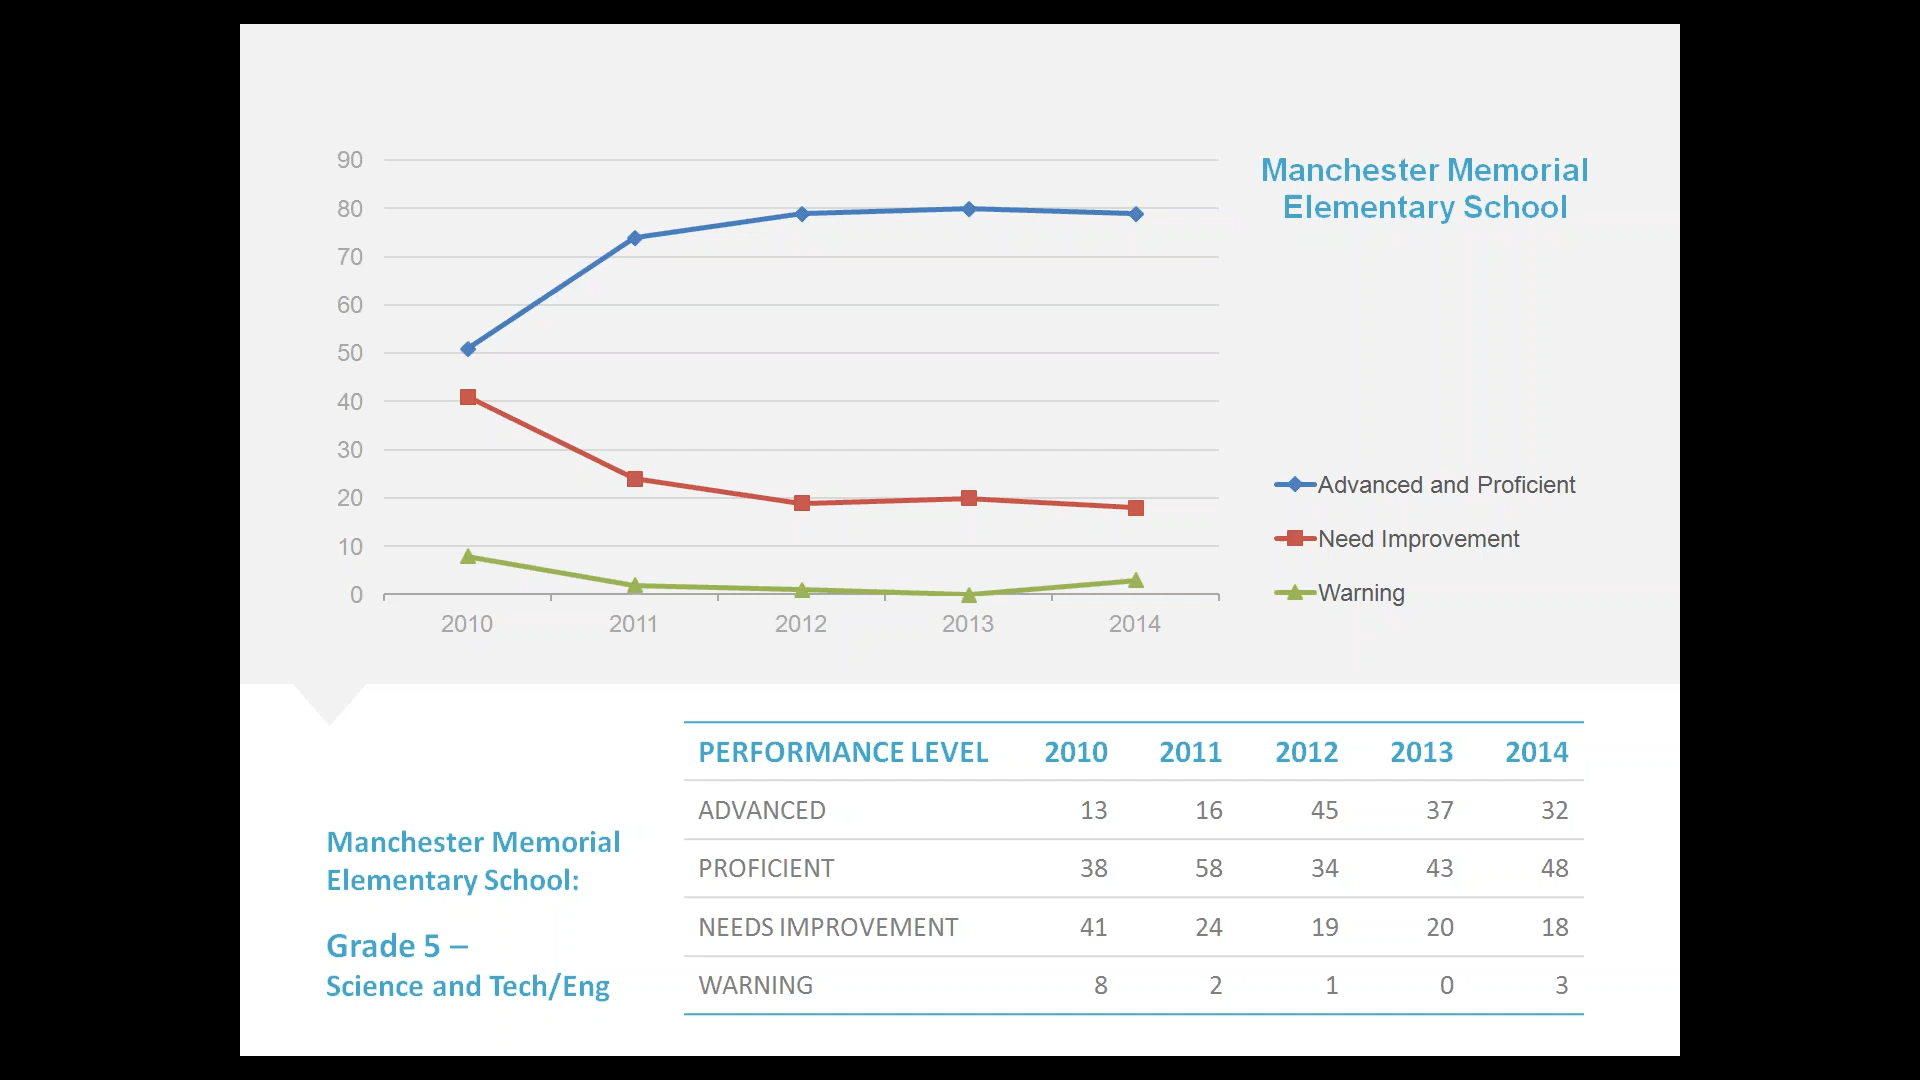 Manchester Memorial
Elementary School
90
80
70
60
50
40
30
20
10
0
2010 2011 2012 2013 2014
Advanced and Proficient
Need Improvement
Warning
Manchester Memorial
Elementary School:
Grade 5 –
Science and Tech/Eng
PERFORMANCE LEVEL 2010 2011 2012 2013 2014
ADVANCED 13 16 45 37 32
PROFICIENT 38 58 34 43 48
NEEDS IMPROVEMENT 41 24 19 20 18
WARNING 8 2 1 0 3